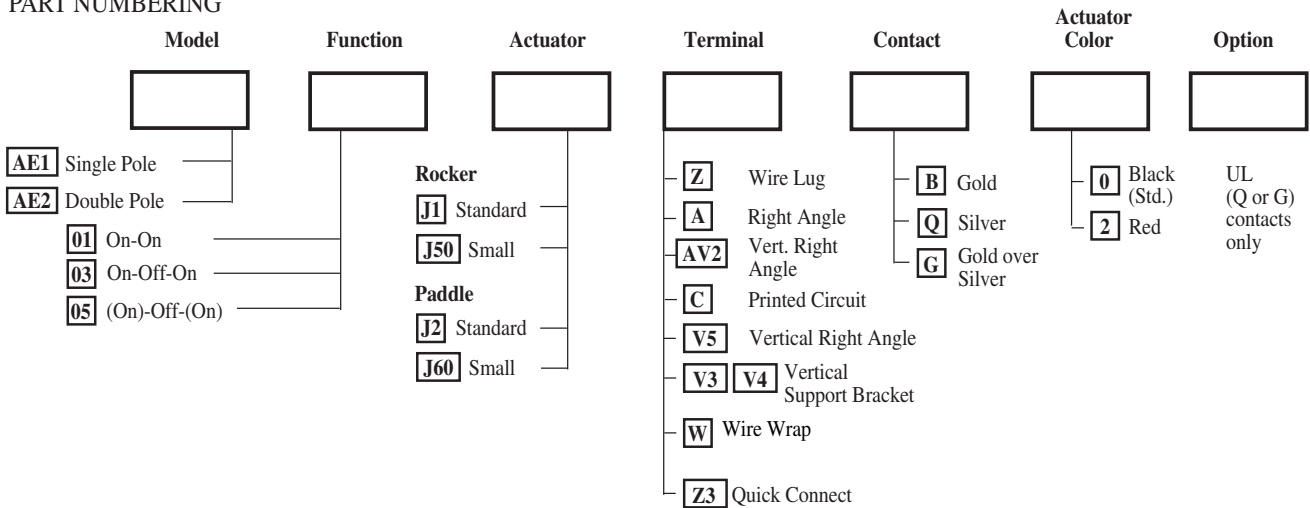 PART NUMBERING
Model Function Actuator Terminal Contact Actuator Color Option
AE1 Single Pole
AE2 Double Pole
01 On-On
03 On-Off-On
05 (On)-Off-(On)
Rocker
J1 Standard
J50 Small
Paddle
J2 Standard
J60 Small
Z Wire Lug
A Right Angle
AV2 Vert. Right
Angle
C Printed Circuit
V5 Vertical Right Angle
V3 V4 Vertical
Support Bracket
W Wire Wrap
Z3 Quick Connect
B Gold
Q Silver
G Gold over
Silver
0 Black
(Std.)
2 Red
UL
(Q or G)
contacts
only